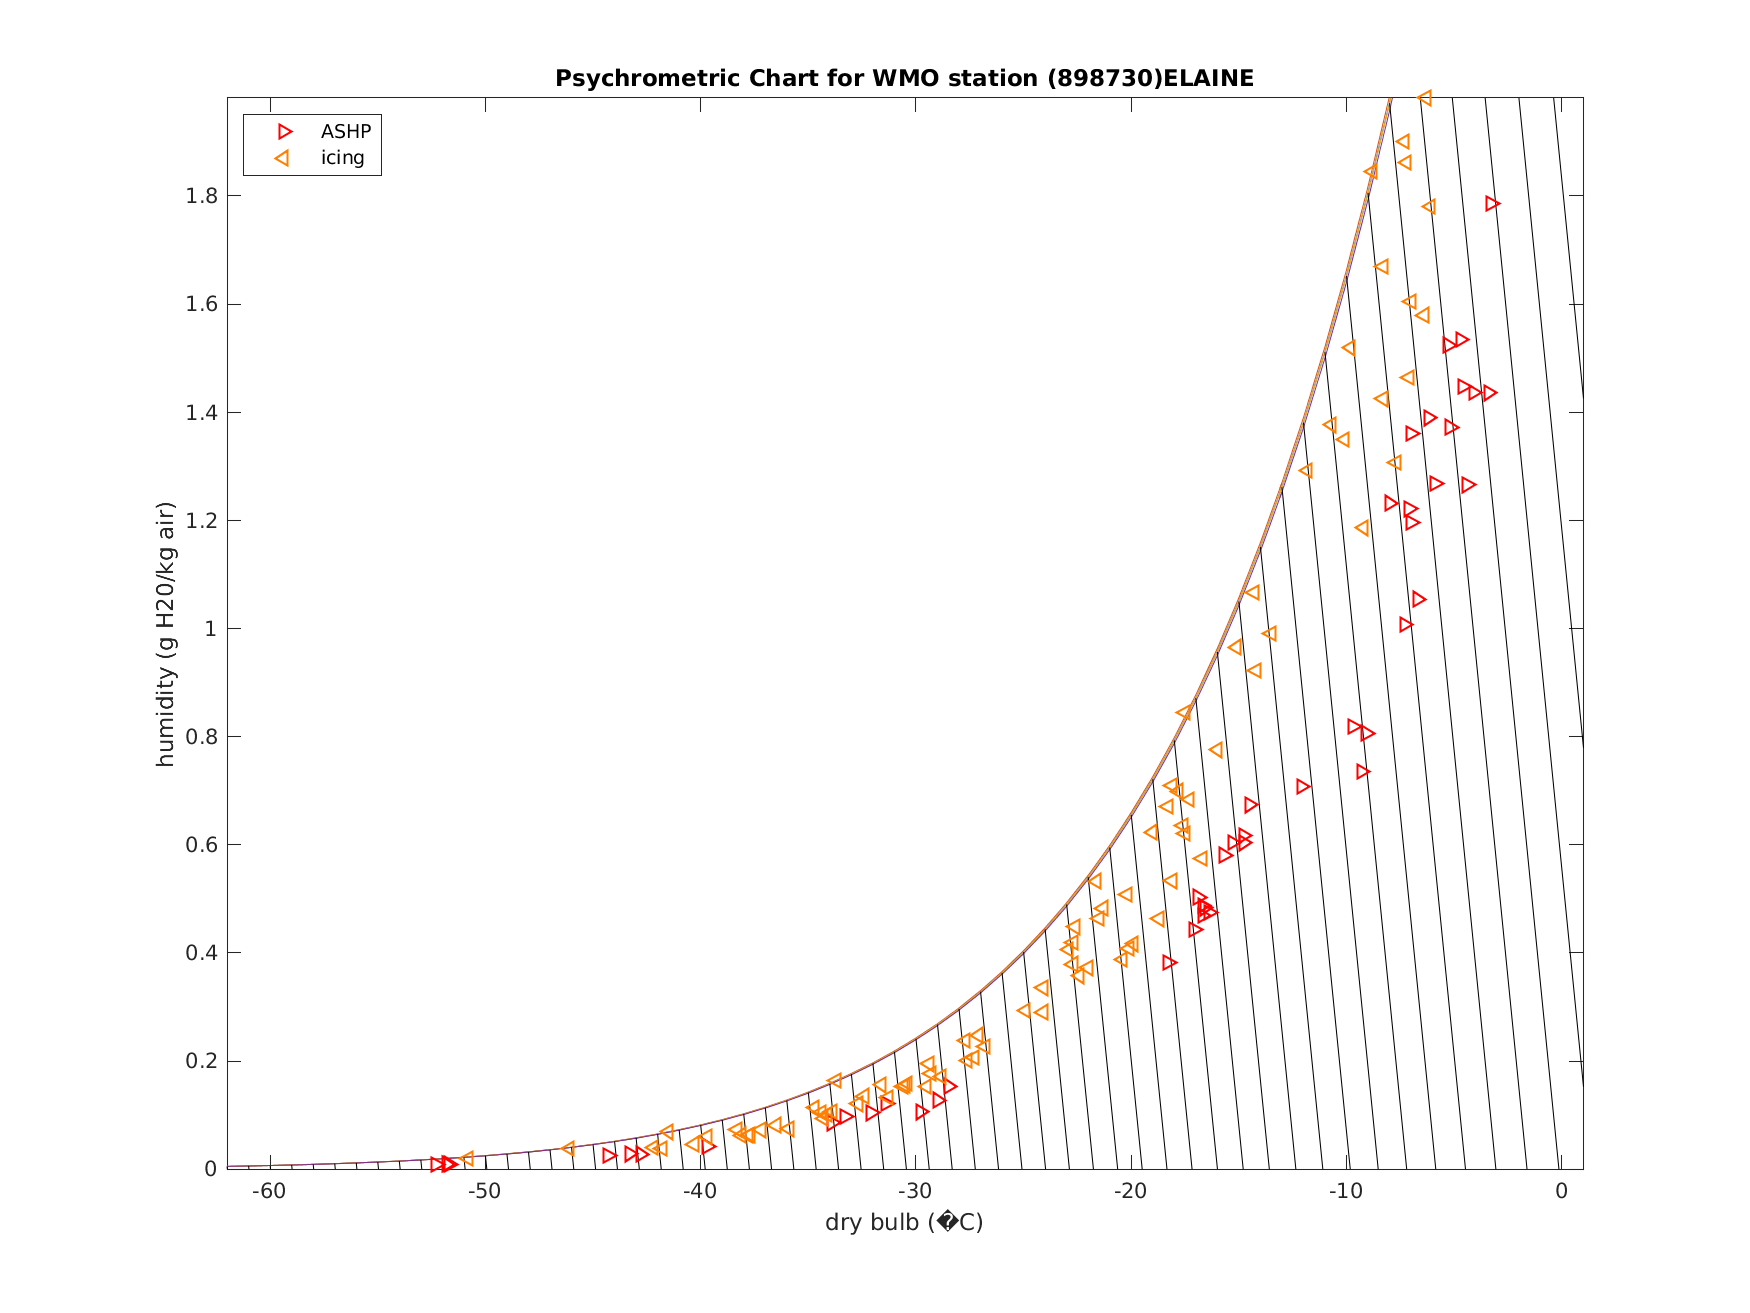 Psychrometric Chart for WMO station (898730)ELAINE
ASHP
icing
1.8
1.6
1.4
1.2
1
0.8
0.6
0.4
0.2
0
humidity (g H20/kg air)
-60 -50 -40 -30 -20 -10 0
dry bulb (�C)